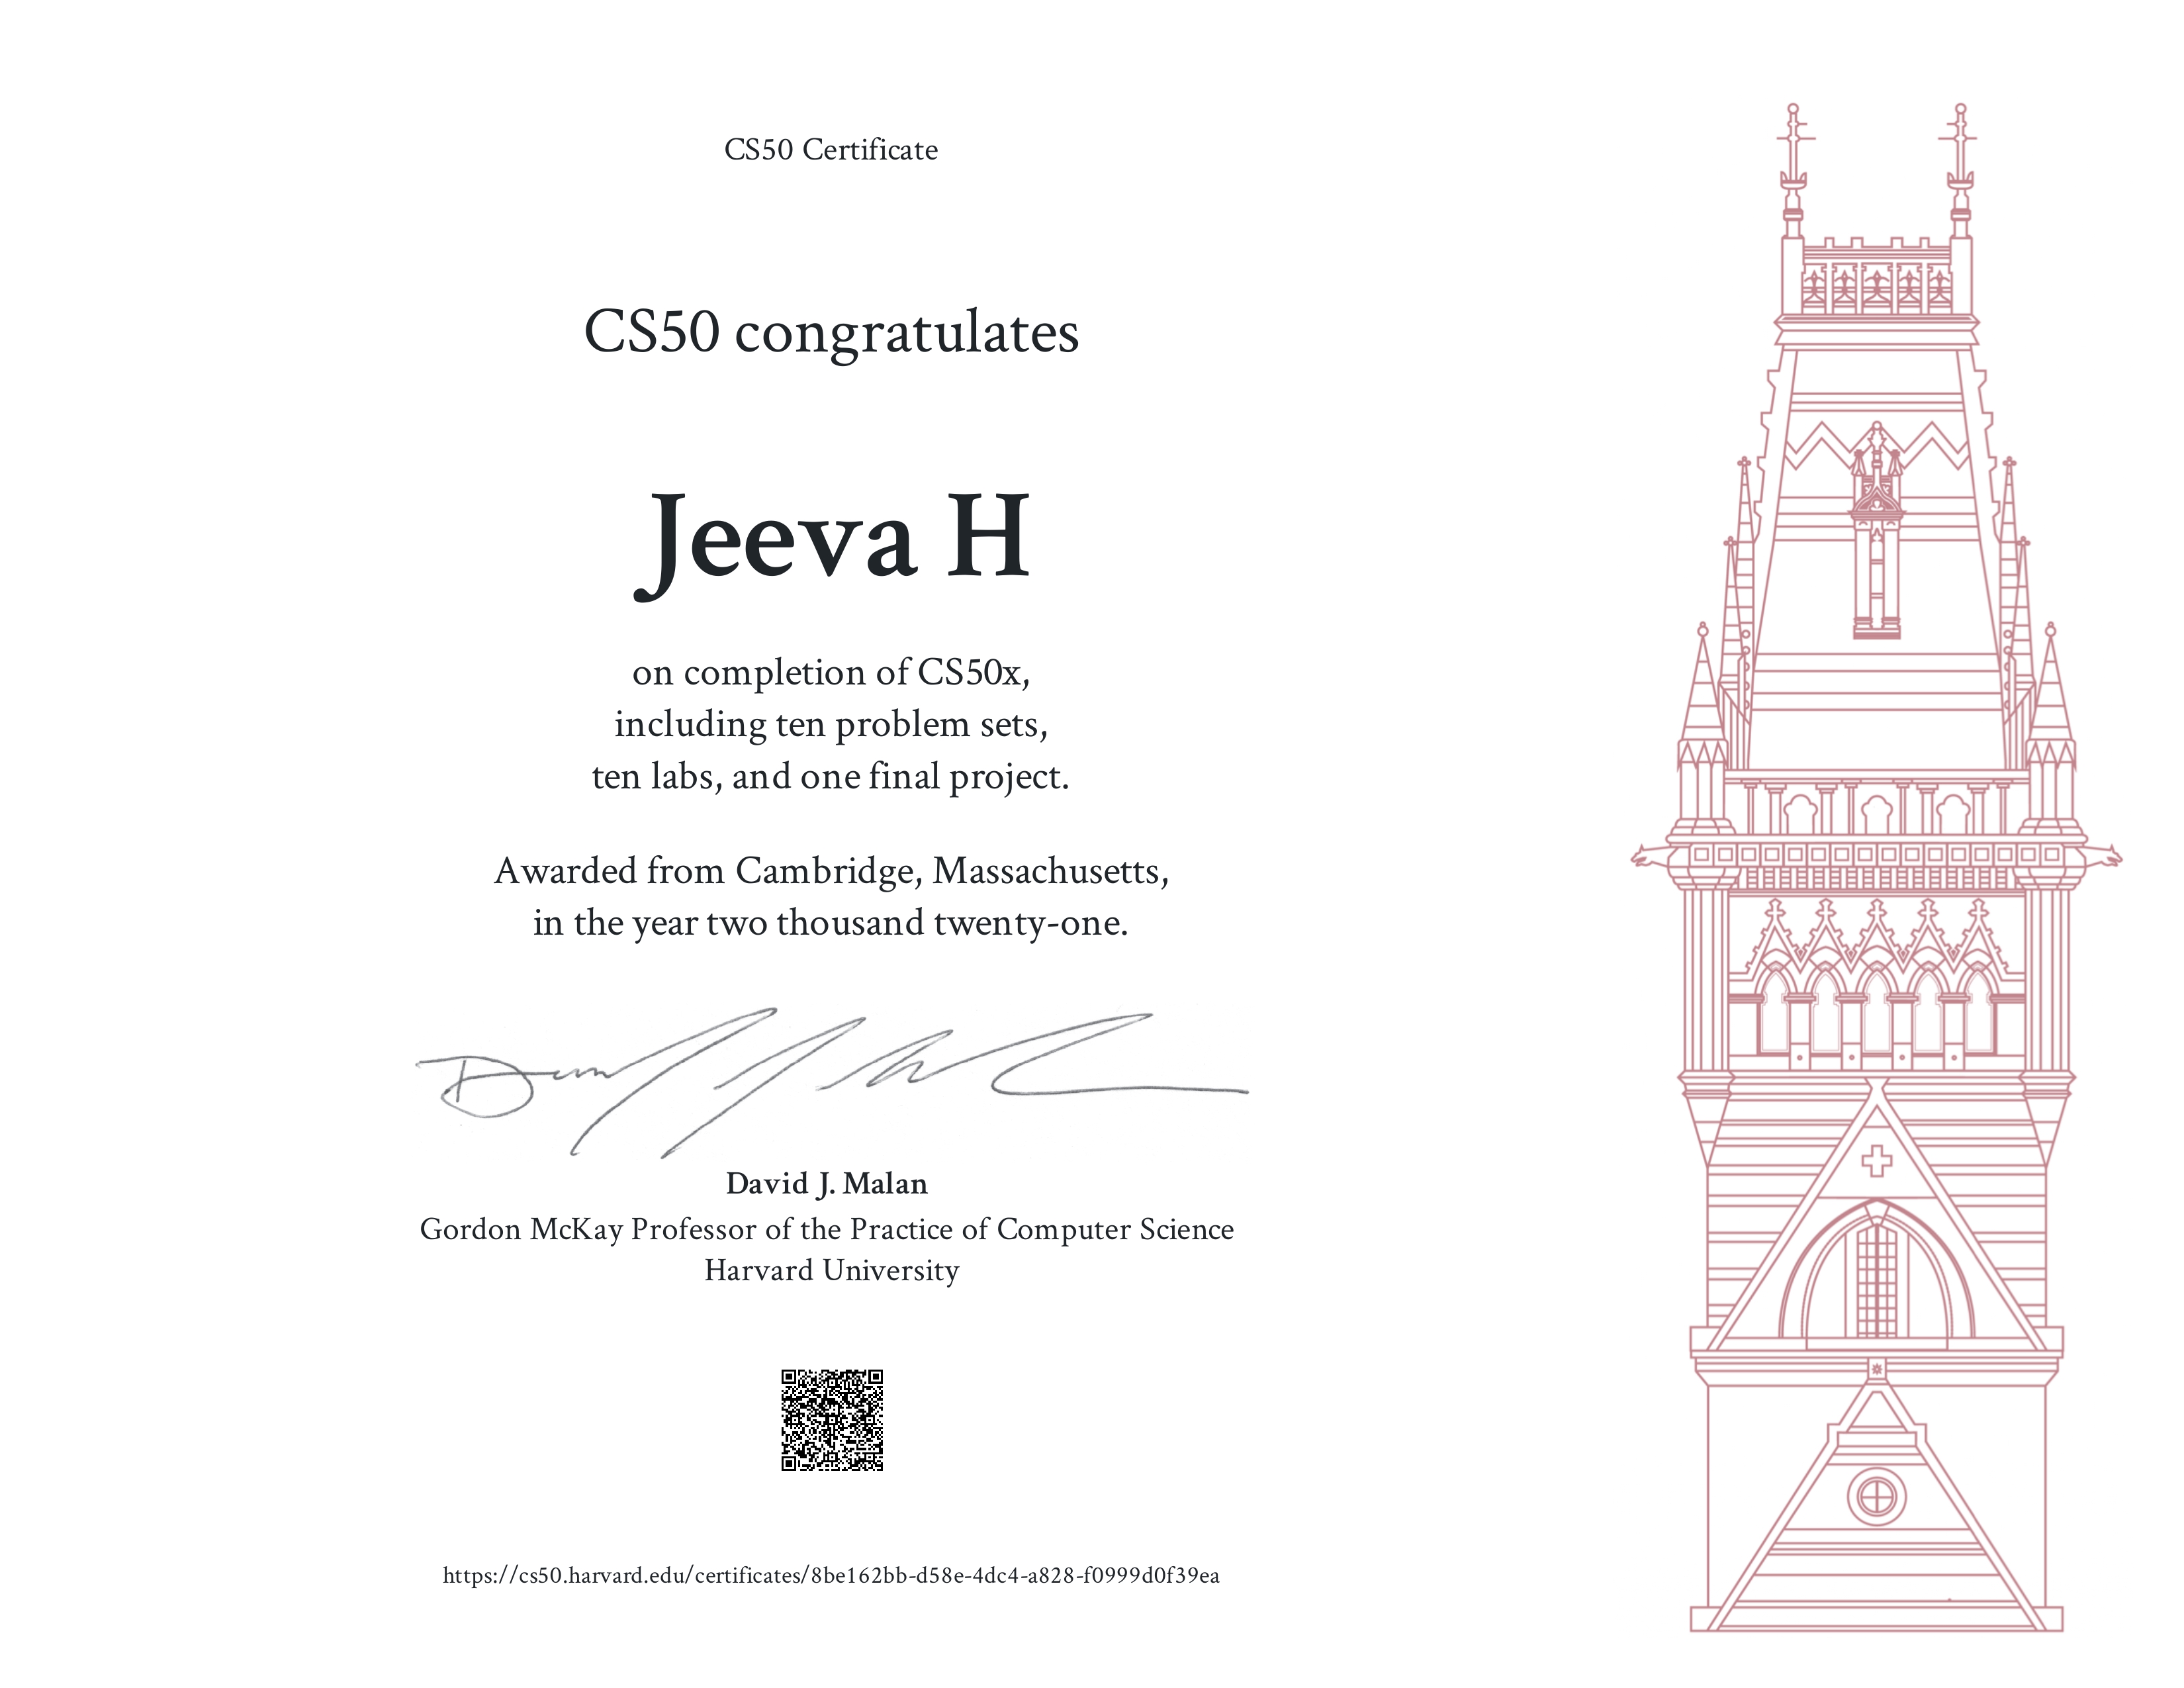 CS50 Certificate
CS50 congratulates
Jeeva H
on completion of CS50x,
including ten problem sets,
ten labs, and one final project.
Awarded from Cambridge, Massachusetts,
in the year two thousand twenty-one.
David J. Malan
Gordon McKay Professor of the Practice of Computer Science
Harvard University
https://cs50.harvard.edu/certificates/8be162bb-d58e-4dc4-a828-f0999d0f39ea